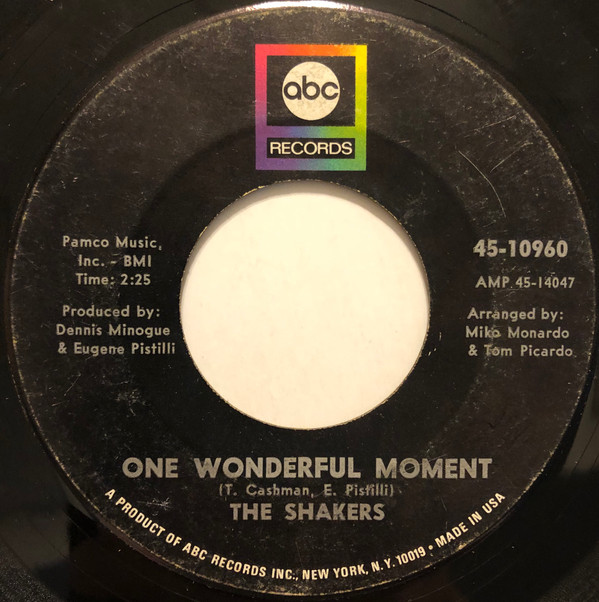 abc
RECORDS
Pamco Music,
Inc. - BMI
Time: 2:25
Produced by:
Dennis Minogue
& Eugene Pistilli
45-10960
AMP 45-14047
Arranged by:
Miko Monardo
& Tom Picardo
ONE WONDERFUL MOMENT
(T. Cashman, E. Pistilli)
THE SHAKERS
A PRODUCT OF ABC RECORDS INC., NEW YORK, N.Y. 10019 • MADE IN USA